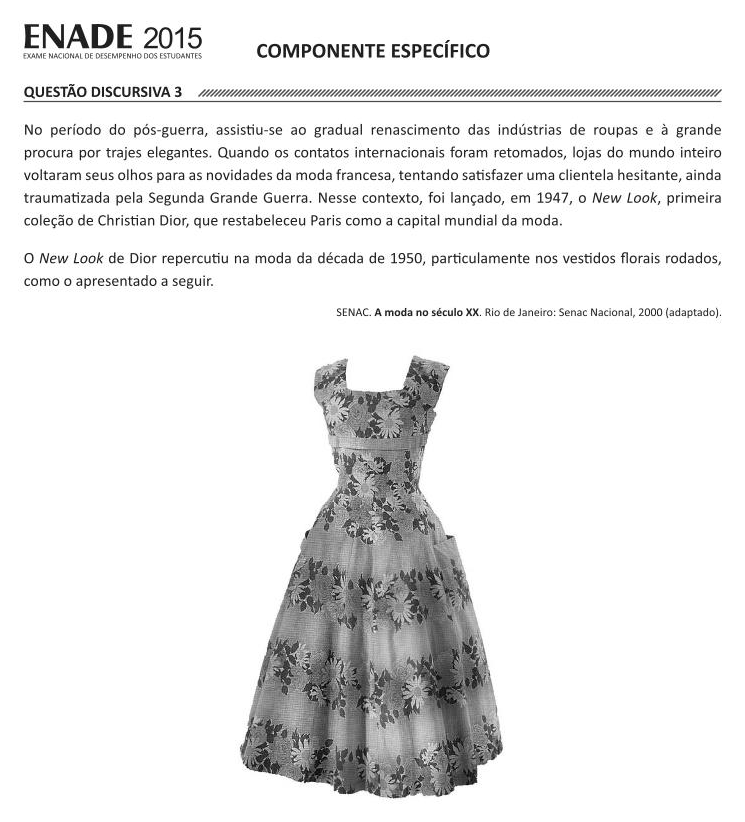 ENADE 2015
EXAME NACIONAL DE DESEMPENHO DOS ESTUDANTES
COMPONENTE ESPECÍFICO
QUESTÃO DISCURSIVA 3
No período do pós-guerra, assistiu-se ao gradual renascimento das indústrias de roupas e à grande
procura por trajes elegantes. Quando os contatos internacionais foram retomados, lojas do mundo inteiro
voltaram seus olhos para as novidades da moda francesa, tentando satisfazer uma clientela hesitante, ainda
traumatizada pela Segunda Grande Guerra. Nesse contexto, foi lançado, em 1947, o New Look, primeira
coleção de Christian Dior, que restabeleceu Paris como a capital mundial da moda.
O New Look de Dior repercutiu na moda da década de 1950, particularmente nos vestidos florais rodados,
como o apresentado a seguir.
SENAC. A moda no século XX. Rio de Janeiro: Senac Nacional, 2000 (adaptado).